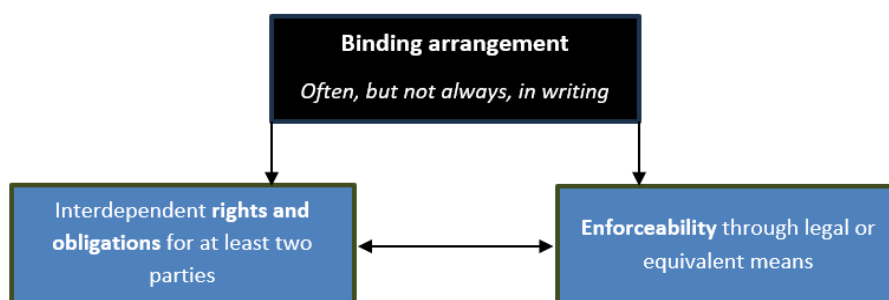 Binding arrangement
Often, but not always, in writing
Interdependent rights and
obligations for at least two
parties
Enforceability through legal or
equivalent means